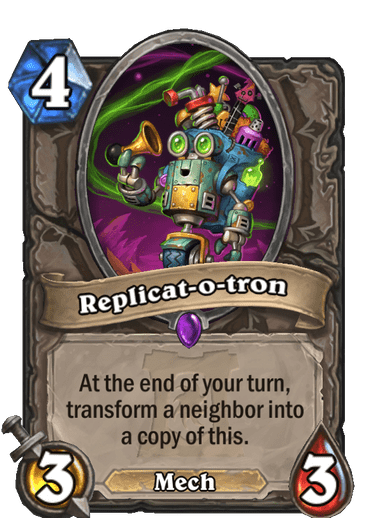 4
Replicat-o-tron
At the end of your turn,
transform a neighbor into
a copy of this.
3
Mech
3